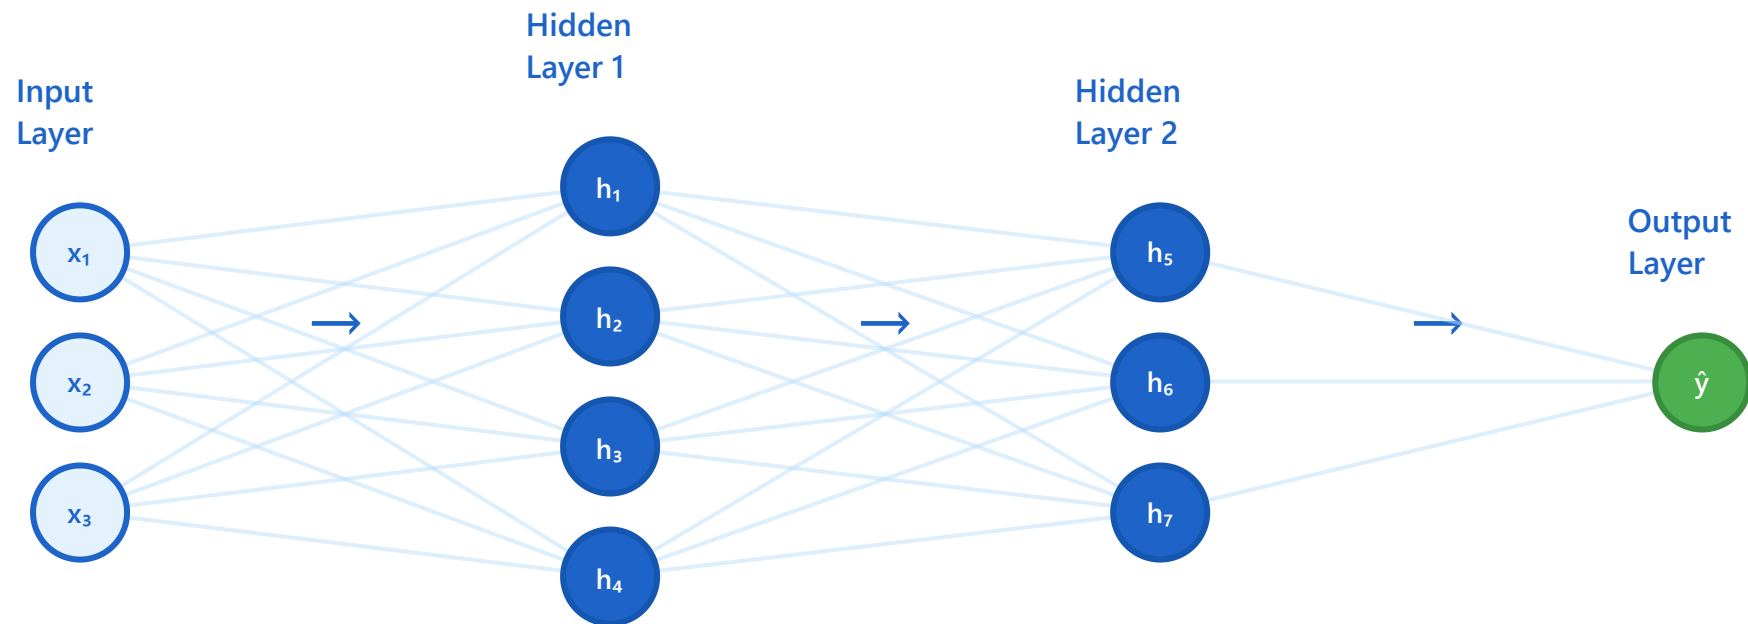 Input
Layer
x₁
x₂
x₃
→
Hidden
Layer 1
h₁
h₂
h₃
h₄
→
Hidden
Layer 2
h₅
h₆
h₇
→
Output
Layer
ŷ